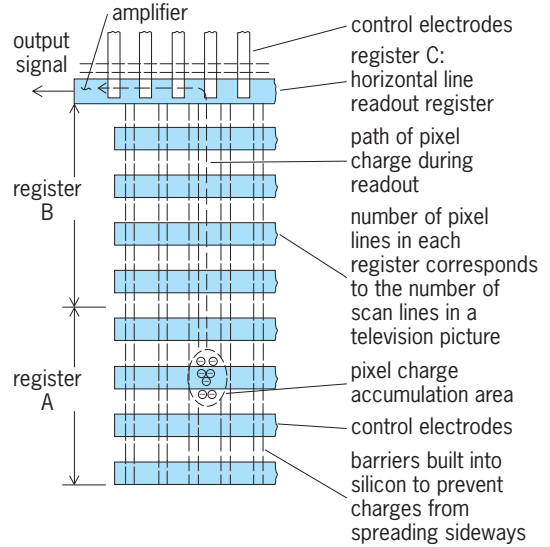 amplifier
output
signal
control electrodes
register C:
horizontal line
readout register
path of pixel
charge during
readout
register
B
number of pixel
lines in each
register corresponds
to the number of
scan lines in a
television picture
register
A
pixel charge
accumulation area
control electrodes
barriers built into
silicon to prevent
charges from
spreading sideways